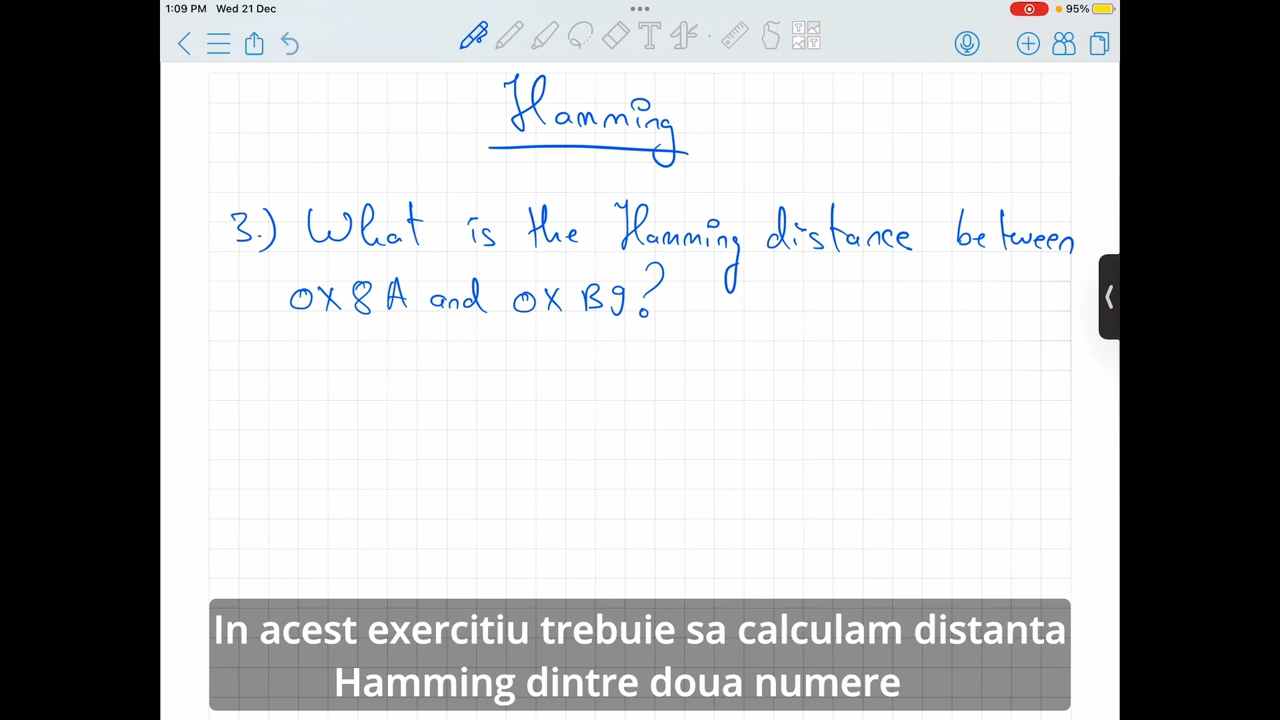 1:09 PM Wed 21 Dec
95%
Hamming
3.) What is the Hamming distance between
0x8A and 0xB9?
In acest exercitiu trebuie sa calculam distanta
Hamming dintre doua numere